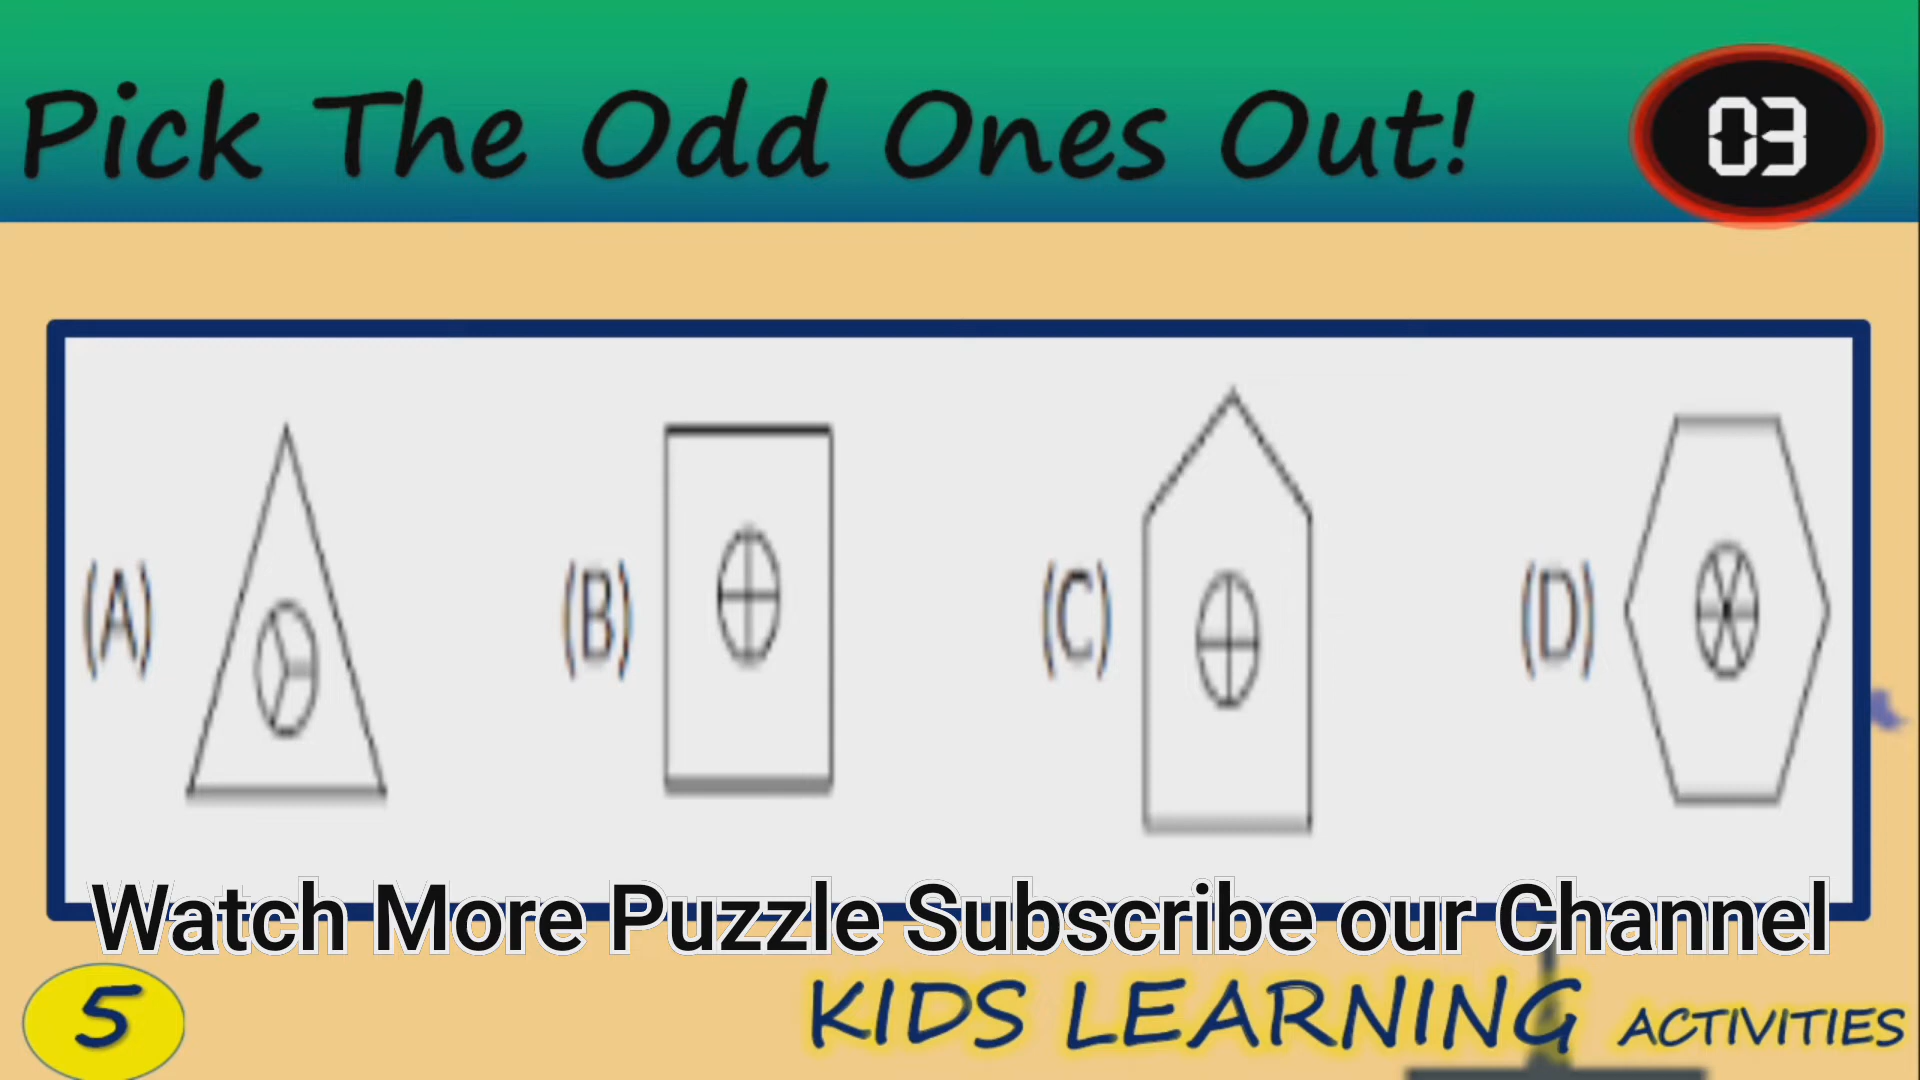 Pick The Odd Ones Out!
03
(A)
(B)
(C)
(D)
Watch More Puzzle Subscribe our Channel
5
KIDS LEARNING ACTIVITIES